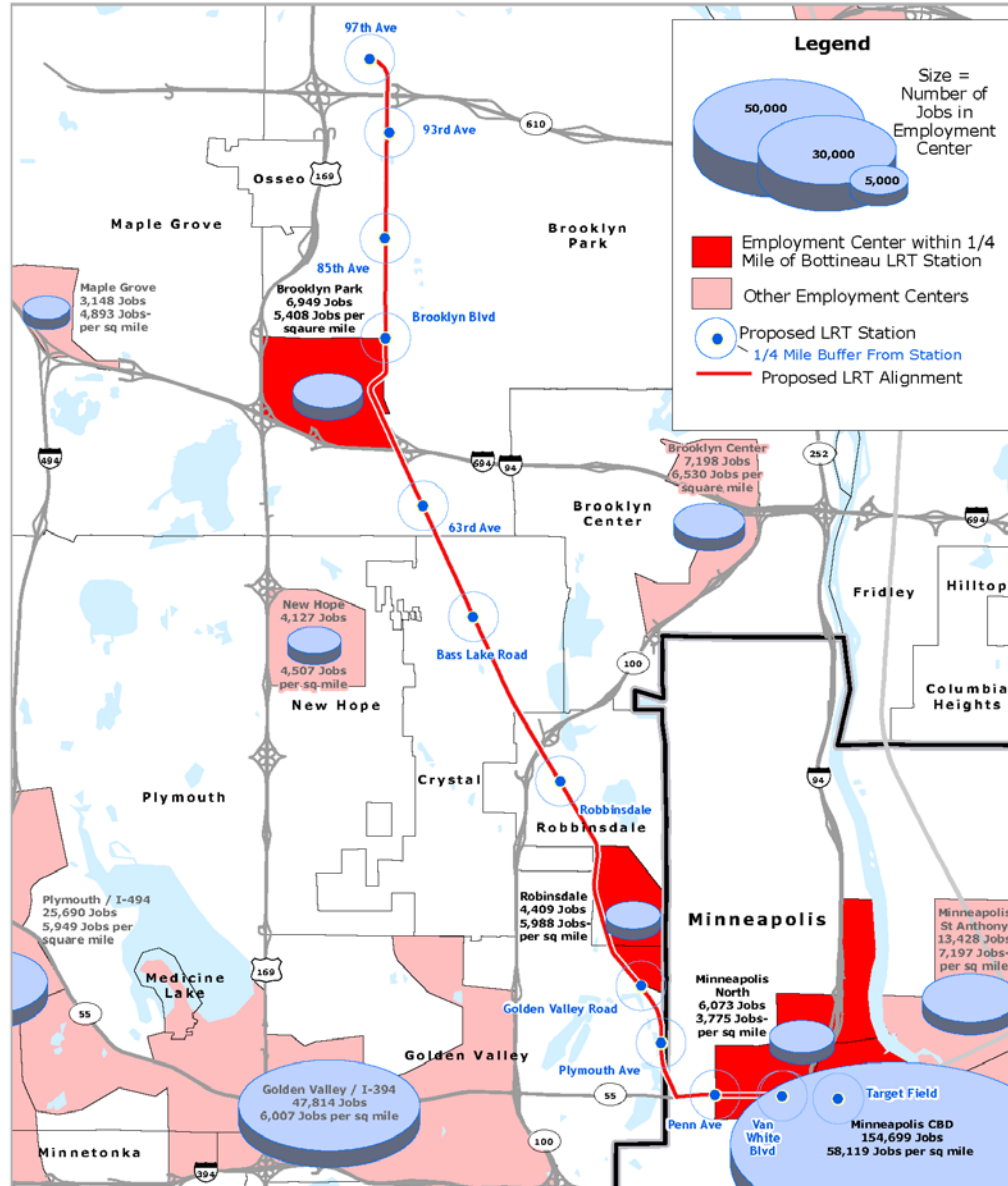 97th Ave
Legend
50,000
30,000
5,000
Size =
Number of
Jobs in
Employment
Center
Employment Center within 1/4
Mile of Bottineau LRT Station
Other Employment Centers
Proposed LRT Station
1/4 Mile Buffer From Station
Proposed LRT Alignment
93rd Ave
610
169
Osseo
Maple Grove
Brooklyn
Park
85th Ave
Maple Grove
3,148 Jobs
4,893 Jobs-
per sq mile
Brooklyn Park
6,949 Jobs
5,408 Jobs per
sqaure mile
Brooklyn Blvd
494
694
94
252
Brooklyn Center
7,198 Jobs
6,530 Jobs per
square mile
Brooklyn
Center
694
63rd Ave
Fridley
Hilltop
New Hope
4,127 Jobs
4,507 Jobs
per sq mile
New Hope
Bass Lake Road
100
Columbia
Heights
Plymouth
Crystal
94
Robbinsdale
Robbinsdale
Plymouth / I-494
25,690 Jobs
5,949 Jobs per
square mile
Robinsdale
4,409 Jobs
5,988 Jobs-
per sq mile
Minneapolis
Minneapolis
St Anthony
13,428 Jobs
7,197 Jobs-
per sq mile
169
Medicine
Lake
55
Minneapolis
North
6,073 Jobs
3,775 Jobs-
per sq mile
Golden Valley Road
Golden Valley
Plymouth Ave
Golden Valley / I-394
47,814 Jobs
6,007 Jobs per sq mile
55
Penn Ave
Van
White
Blvd
Target Field
Minneapolis CBD
154,699 Jobs
58,119 Jobs per sq mile
Minnetonka
394
100